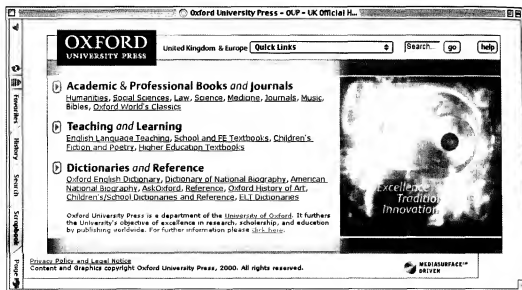 Oxford University Press - OUP - UK Official H...
OXFORD
UNIVERSITY PRESS
United Kingdom & Europe
Quick Links
Search...
go
help
Favorites
History
Search
Scrapbook
Page
Academic & Professional Books and Journals
Humanities, Social Sciences, Law, Science, Medicine, Journals, Music,
Bibles, Oxford World's Classics
Teaching and Learning
English Language Teaching, School and FE Textbooks, Children's
Fiction and Poetry, Higher Education Textbooks
Dictionaries and Reference
Oxford English Dictionary, Dictionary of National Biography, American
National Biography, AskOxford, Reference, Oxford History of Art,
Children's/School Dictionaries and Reference, ELT Dictionaries
Oxford University Press is a department of the University of Oxford. It furthers
the University's objective of excellence in research, scholarship, and education
by publishing worldwide. For further information please click here.
Excellence
Tradition
Innovation
Privacy Policy and Legal Notice
Content and Graphics copyright Oxford University Press, 2000. All rights reserved.
MEDIASURFACE™
DRIVEN